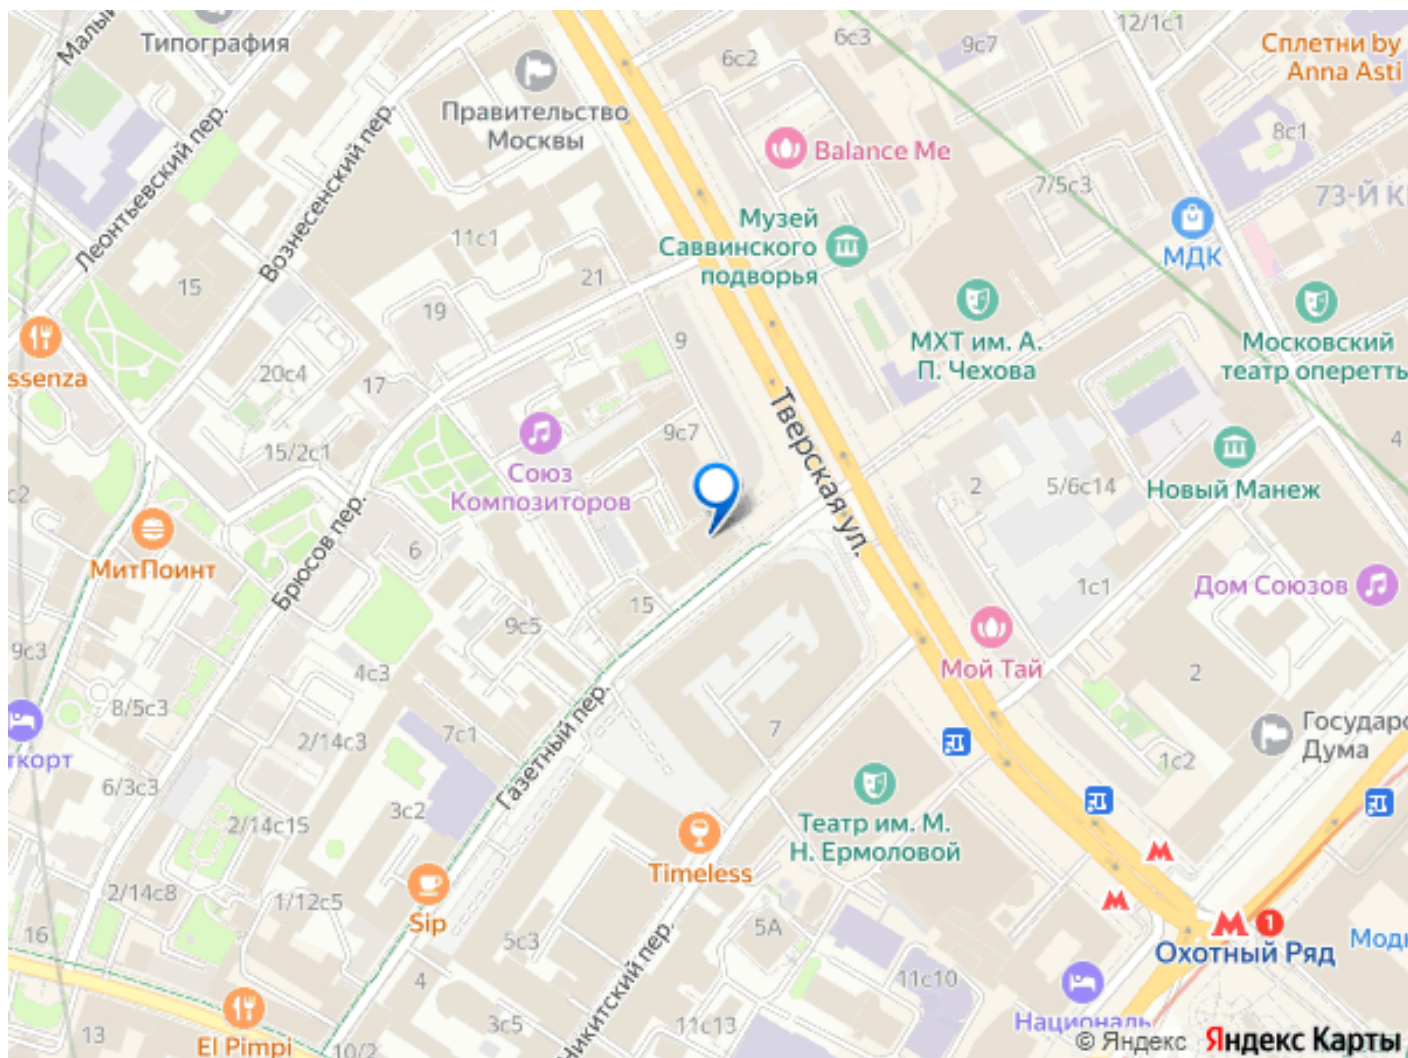 12/1с1
6с3
9с7
6с2
Сплетни by
Anna Asti
Типография
Правительство
Москвы
Balance Me
8с1
7/5с3
Леонтьевский пер.
Вознесенский пер.
МДК
Музей
Саввинского
подворья
11с1
15
21
19
МХТ им. А.
П. Чехова
Московский
9
20с4
17
Тверская ул.
9с7
4
15/2с1
Союз
Композиторов
2
5/6с14
Новый Манеж
Брюсов пер.
6
МитПоинт
1с1
Дом Союзов
15
9с5
9с3
4с3
Мой Тай
2
8/5с3
2/14с3
7с1
7
Газетный пер.
Дума
1с2
6/3с3
2/14с15
3с2
Театр им. М.
Н. Ермоловой
Timeless
2/14с8
1/12с5
Sip
5А
5с3
1
Охотный Ряд
16
4
11с10
13
El Pimpi
10/2
3с5
11с13
© Яндекс
Яндекс Карты